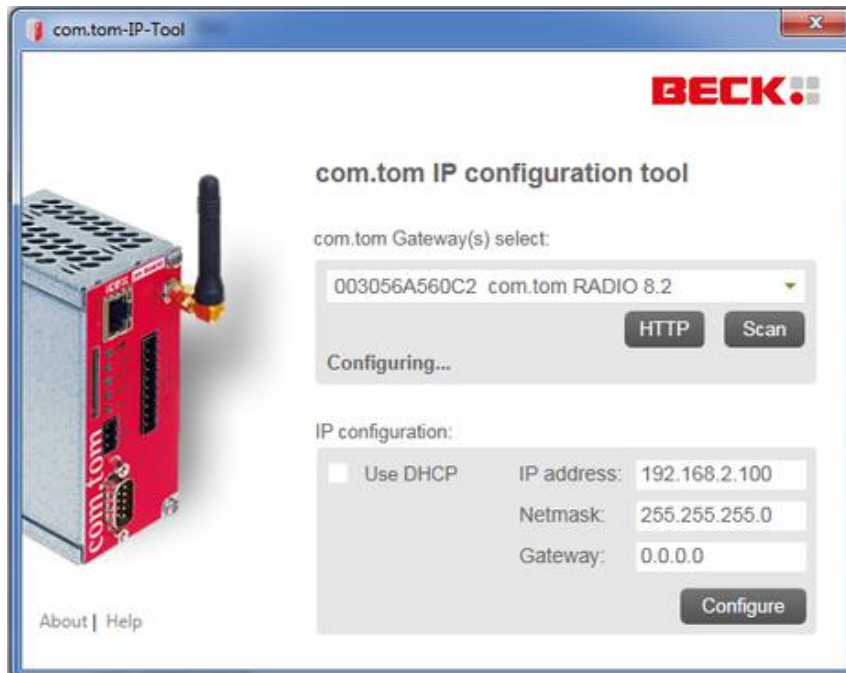 com.tom-IP-Tool
BECK
com.tom IP configuration tool
com.tom Gateway(s) select:
003056A560C2 com.tom RADIO 8.2
HTTP Scan
Configuring...
IP configuration:
Use DHCP IP address: 192.168.2.100
Netmask: 255.255.255.0
Gateway: 0.0.0.0
Configure
com.tom
About | Help